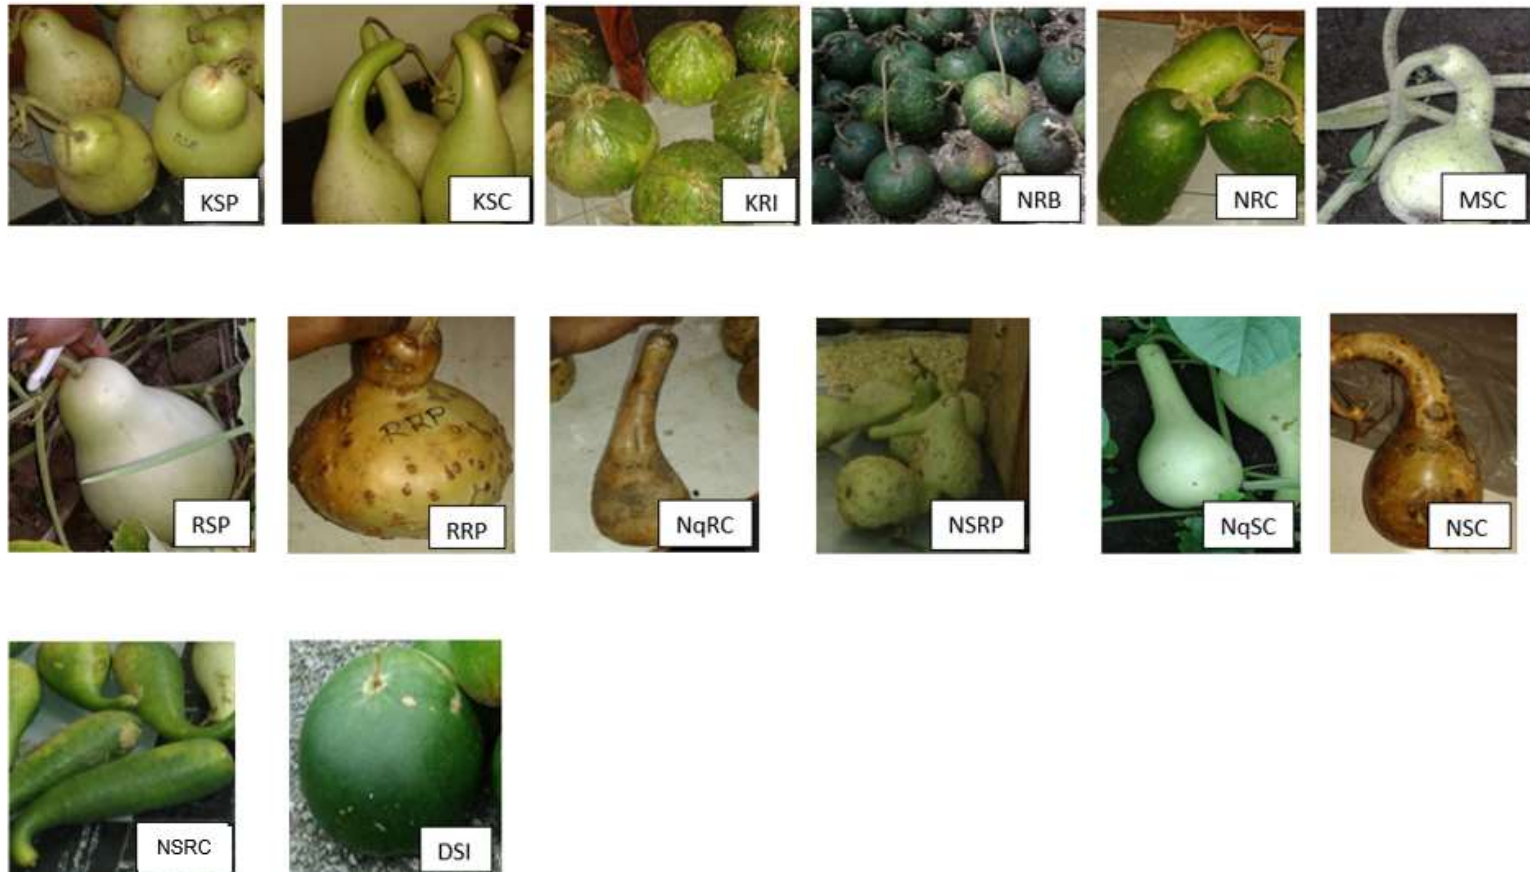 KSP
KSC
KRI
NRB
NRC
MSC
RSP
RRP
RRP
NqRC
NSRP
NqSC
NSC
NSRC
DSI